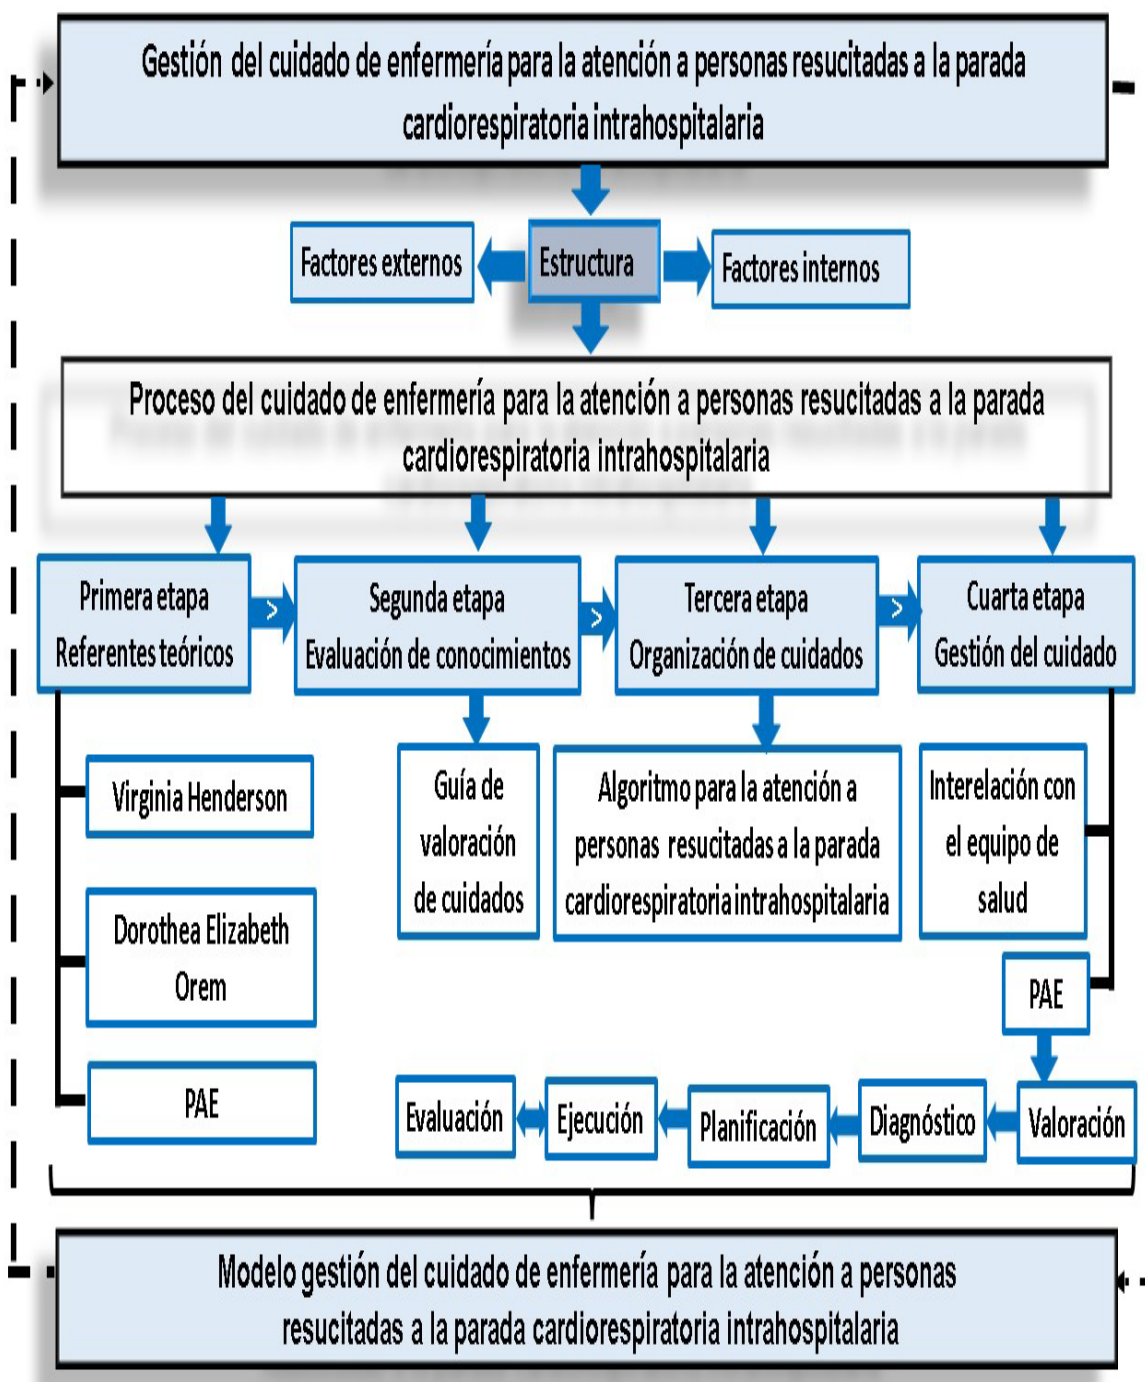 Gestión del cuidado de enfermería para la atención a personas resucitadas a la parada
cardiorespiratoria intrahospitalaria
Factores externos
Estructura
Factores internos
Proceso del cuidado de enfermería para la atención a personas resucitadas a la parada
cardiorespiratoria intrahospitalaria
Primera etapa
Referentes teóricos
>
Segunda etapa
Evaluación de conocimientos
>
Tercera etapa
Organización de cuidados
>
Cuarta etapa
Gestión del cuidado
Virginia Henderson
Dorothea Elizabeth
Orem
PAE
Guía de
valoración
de cuidados
Algoritmo para la atención a
personas resucitadas a la parada
cardiorespiratoria intrahospitalaria
Interelación con
el equipo de
salud
PAE
Evaluación
Ejecución
Planificación
Diagnóstico
Valoración
Modelo gestión del cuidado de enfermería para la atención a personas
resucitadas a la parada cardiorespiratoria intrahospitalaria